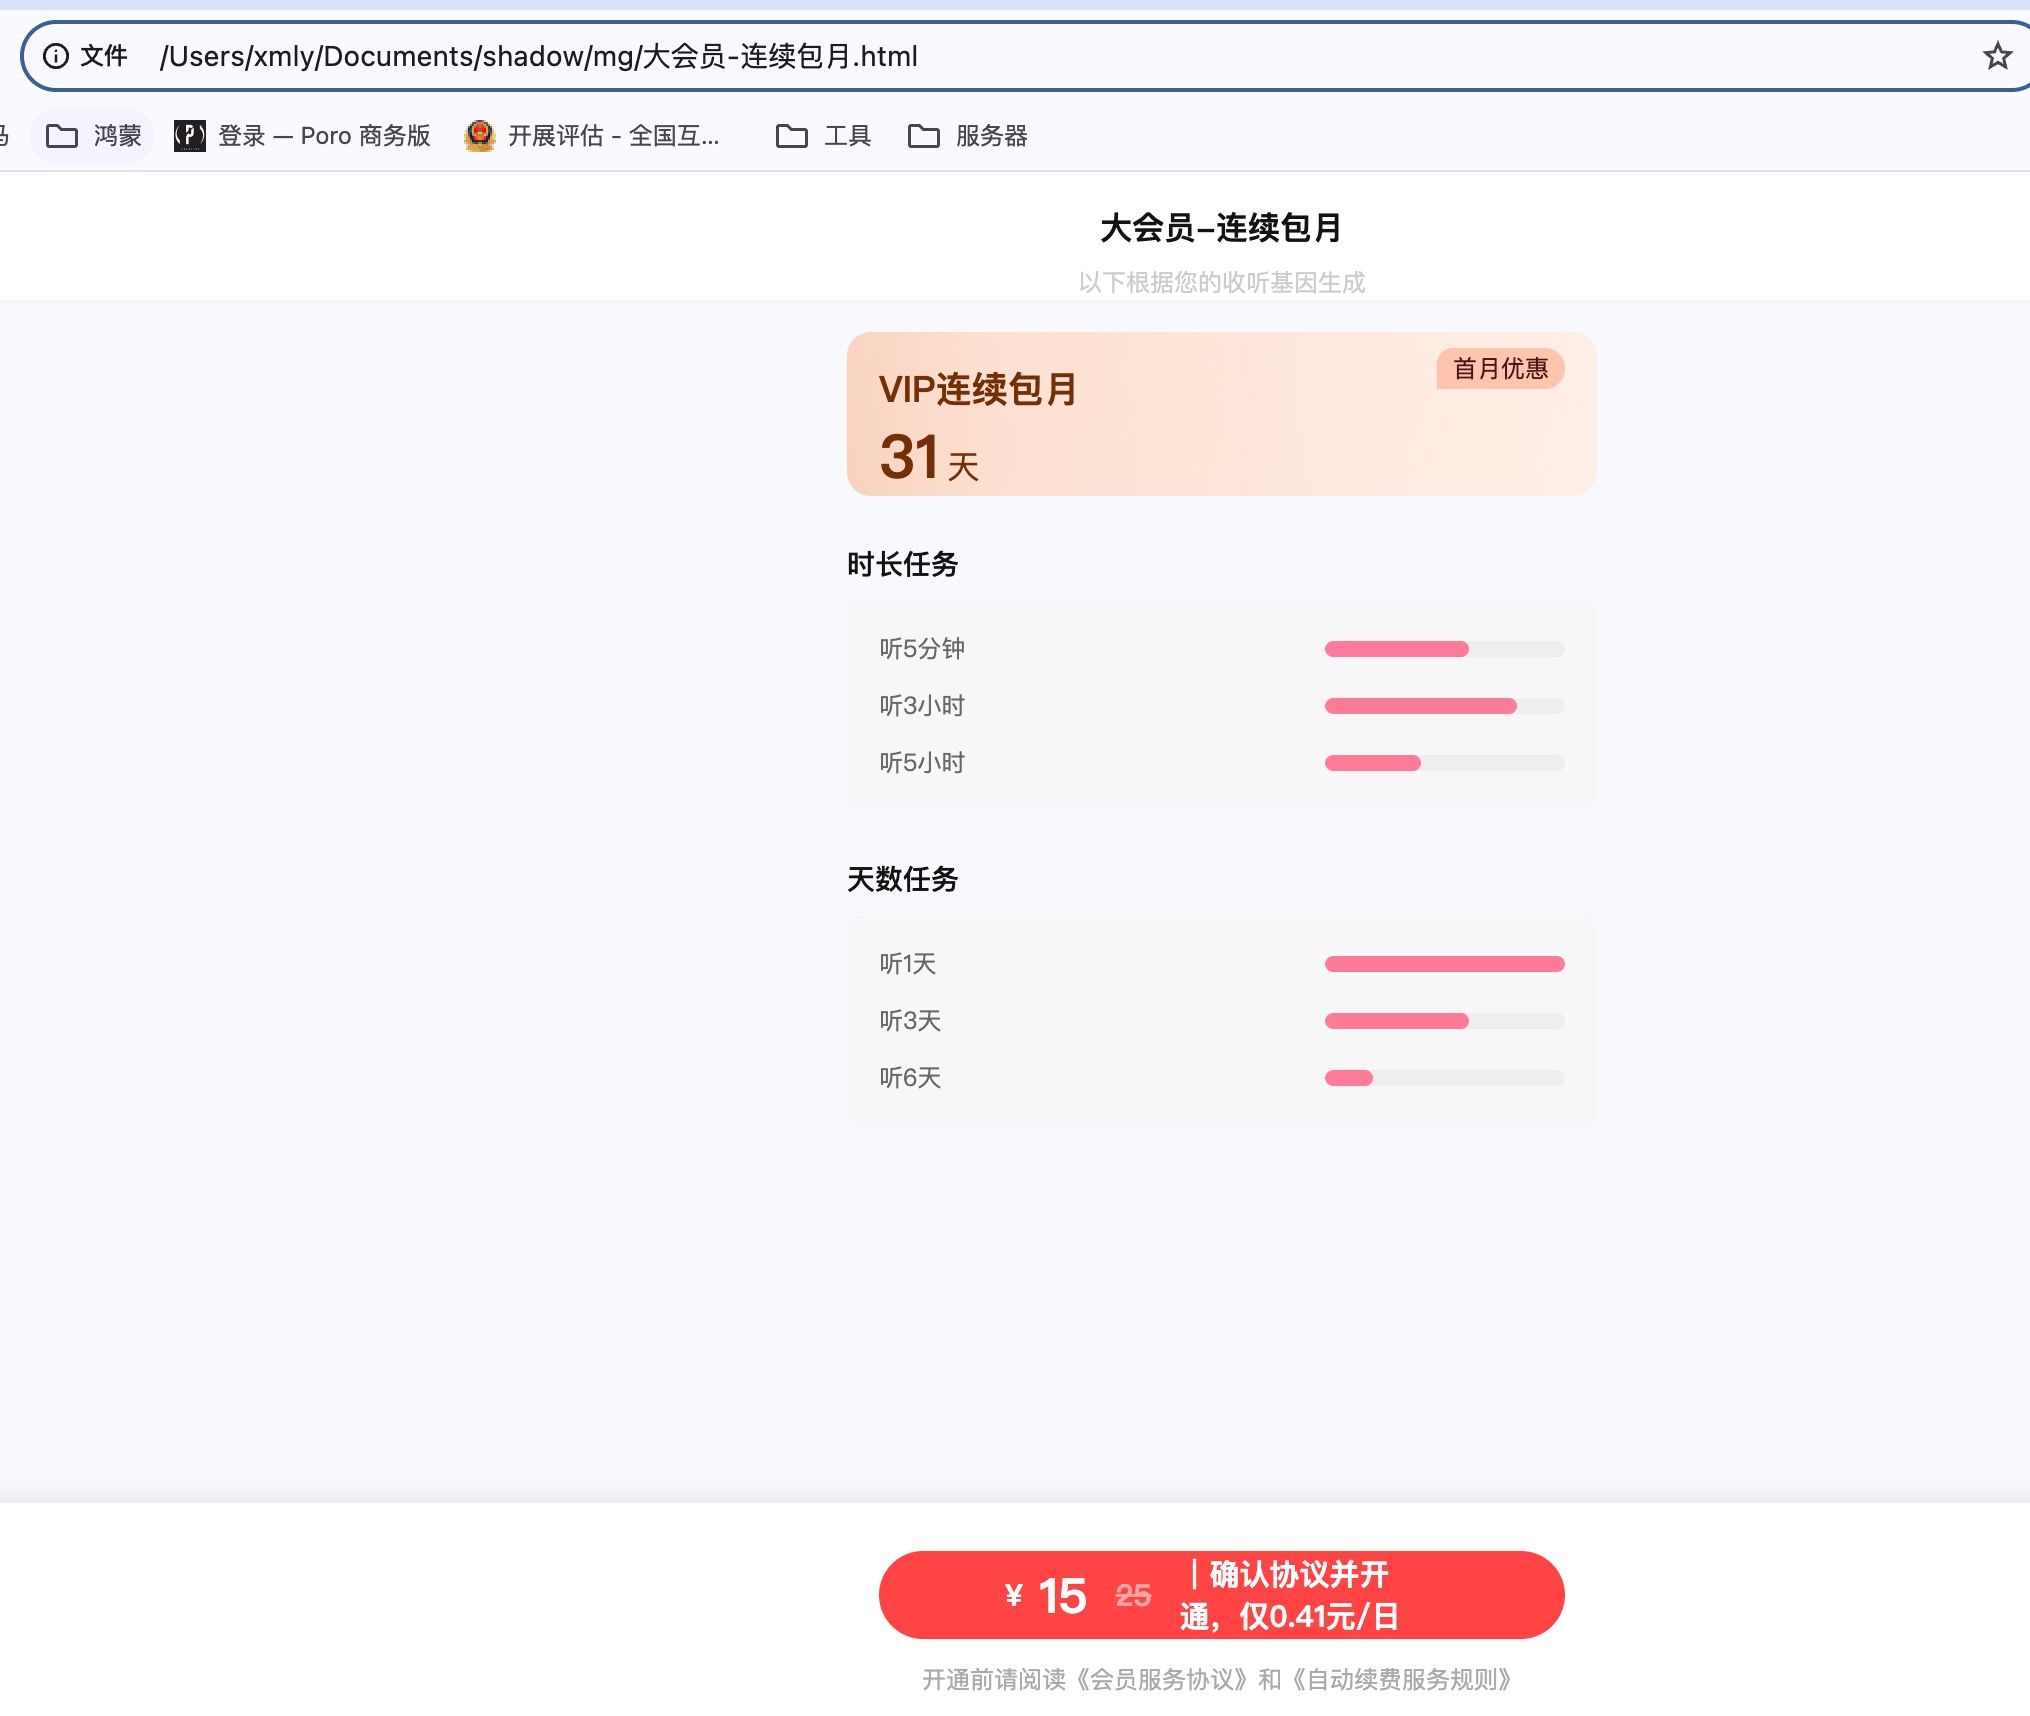 文件 /Users/xmly/Documents/shadow/mg/大会员-连续包月.html
鸿蒙 登录 — Poro 商务版 开展评估 - 全国互... 工具 服务器
大会员–连续包月
以下根据您的收听基因生成
首月优惠
VIP连续包月
31天
时长任务
听5分钟
听3小时
听5小时
天数任务
听1天
听3天
听6天
¥ 15 25 | 确认协议并开
通，仅0.41元/日
开通前请阅读《会员服务协议》和《自动续费服务规则》